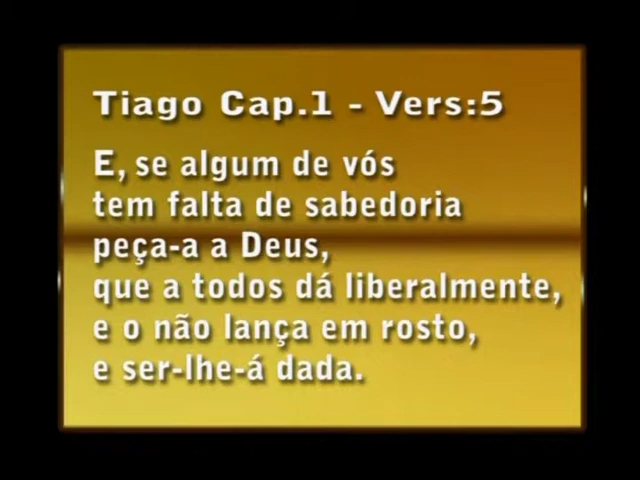 Tiago Cap.1 - Vers:5
E, se algum de vós
tem falta de sabedoria
peça-a a Deus,
que a todos dá liberalmente,
e o não lança em rosto,
e ser-lhe-á dada.